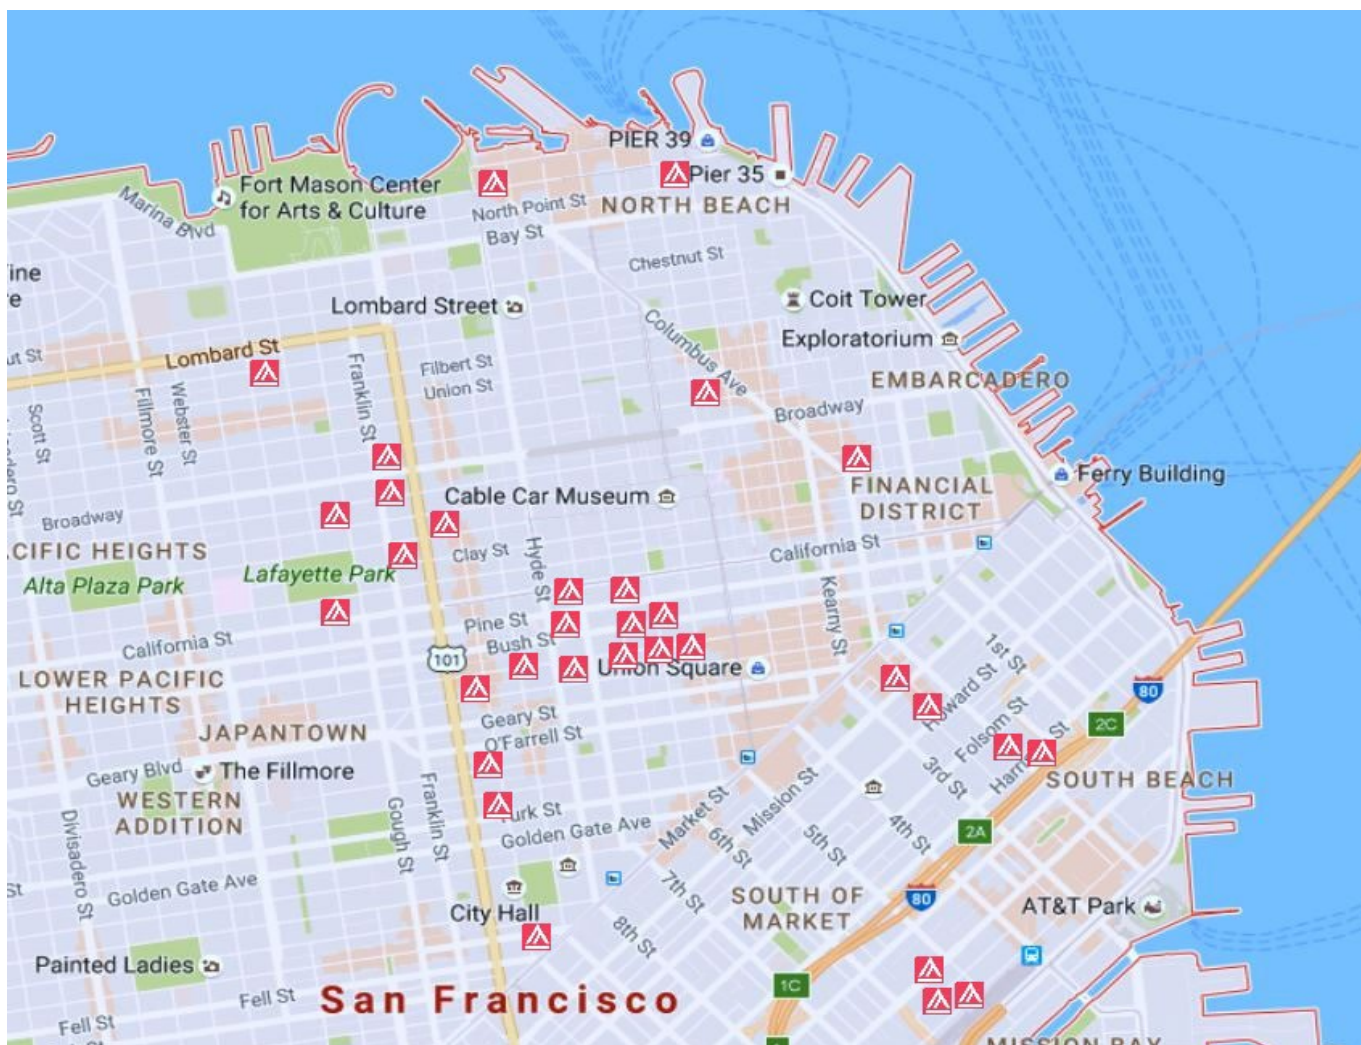 PIER 39
Pier 35
Fort Mason Center
for Arts & Culture
Marina Blvd
North Point St
NORTH BEACH
Bay St
Chestnut St
Lombard Street
Coit Tower
Exploratorium
Columbus Ave
Lombard St
Filbert St
Union St
EMBARCADERO
Franklin St
Webster St
Fillmore St
Scott St
Broadway
Cable Car Museum
FINANCIAL
DISTRICT
Ferry Building
Broadway
Clay St
California St
Hyde St
Alta Plaza Park
Lafayette Park
Kearny St
Pine St
Bush St
California St
101
Union Square
1st St
Howard St
Folsom St
80
2C
LOWER PACIFIC
HEIGHTS
Geary St
O'Farrell St
JAPANTOWN
3rd St
SOUTH BEACH
Geary Blvd
The Fillmore
WESTERN
ADDITION
Market St
Mission St
6th St
5th St
4th St
2A
Golden Gate Ave
Divisadero St
Gough St
Franklin St
7th St
80
Golden Gate Ave
SOUTH OF
MARKET
AT&T Park
City Hall
8th St
Painted Ladies
Fell St
San Francisco
1C
Fell St